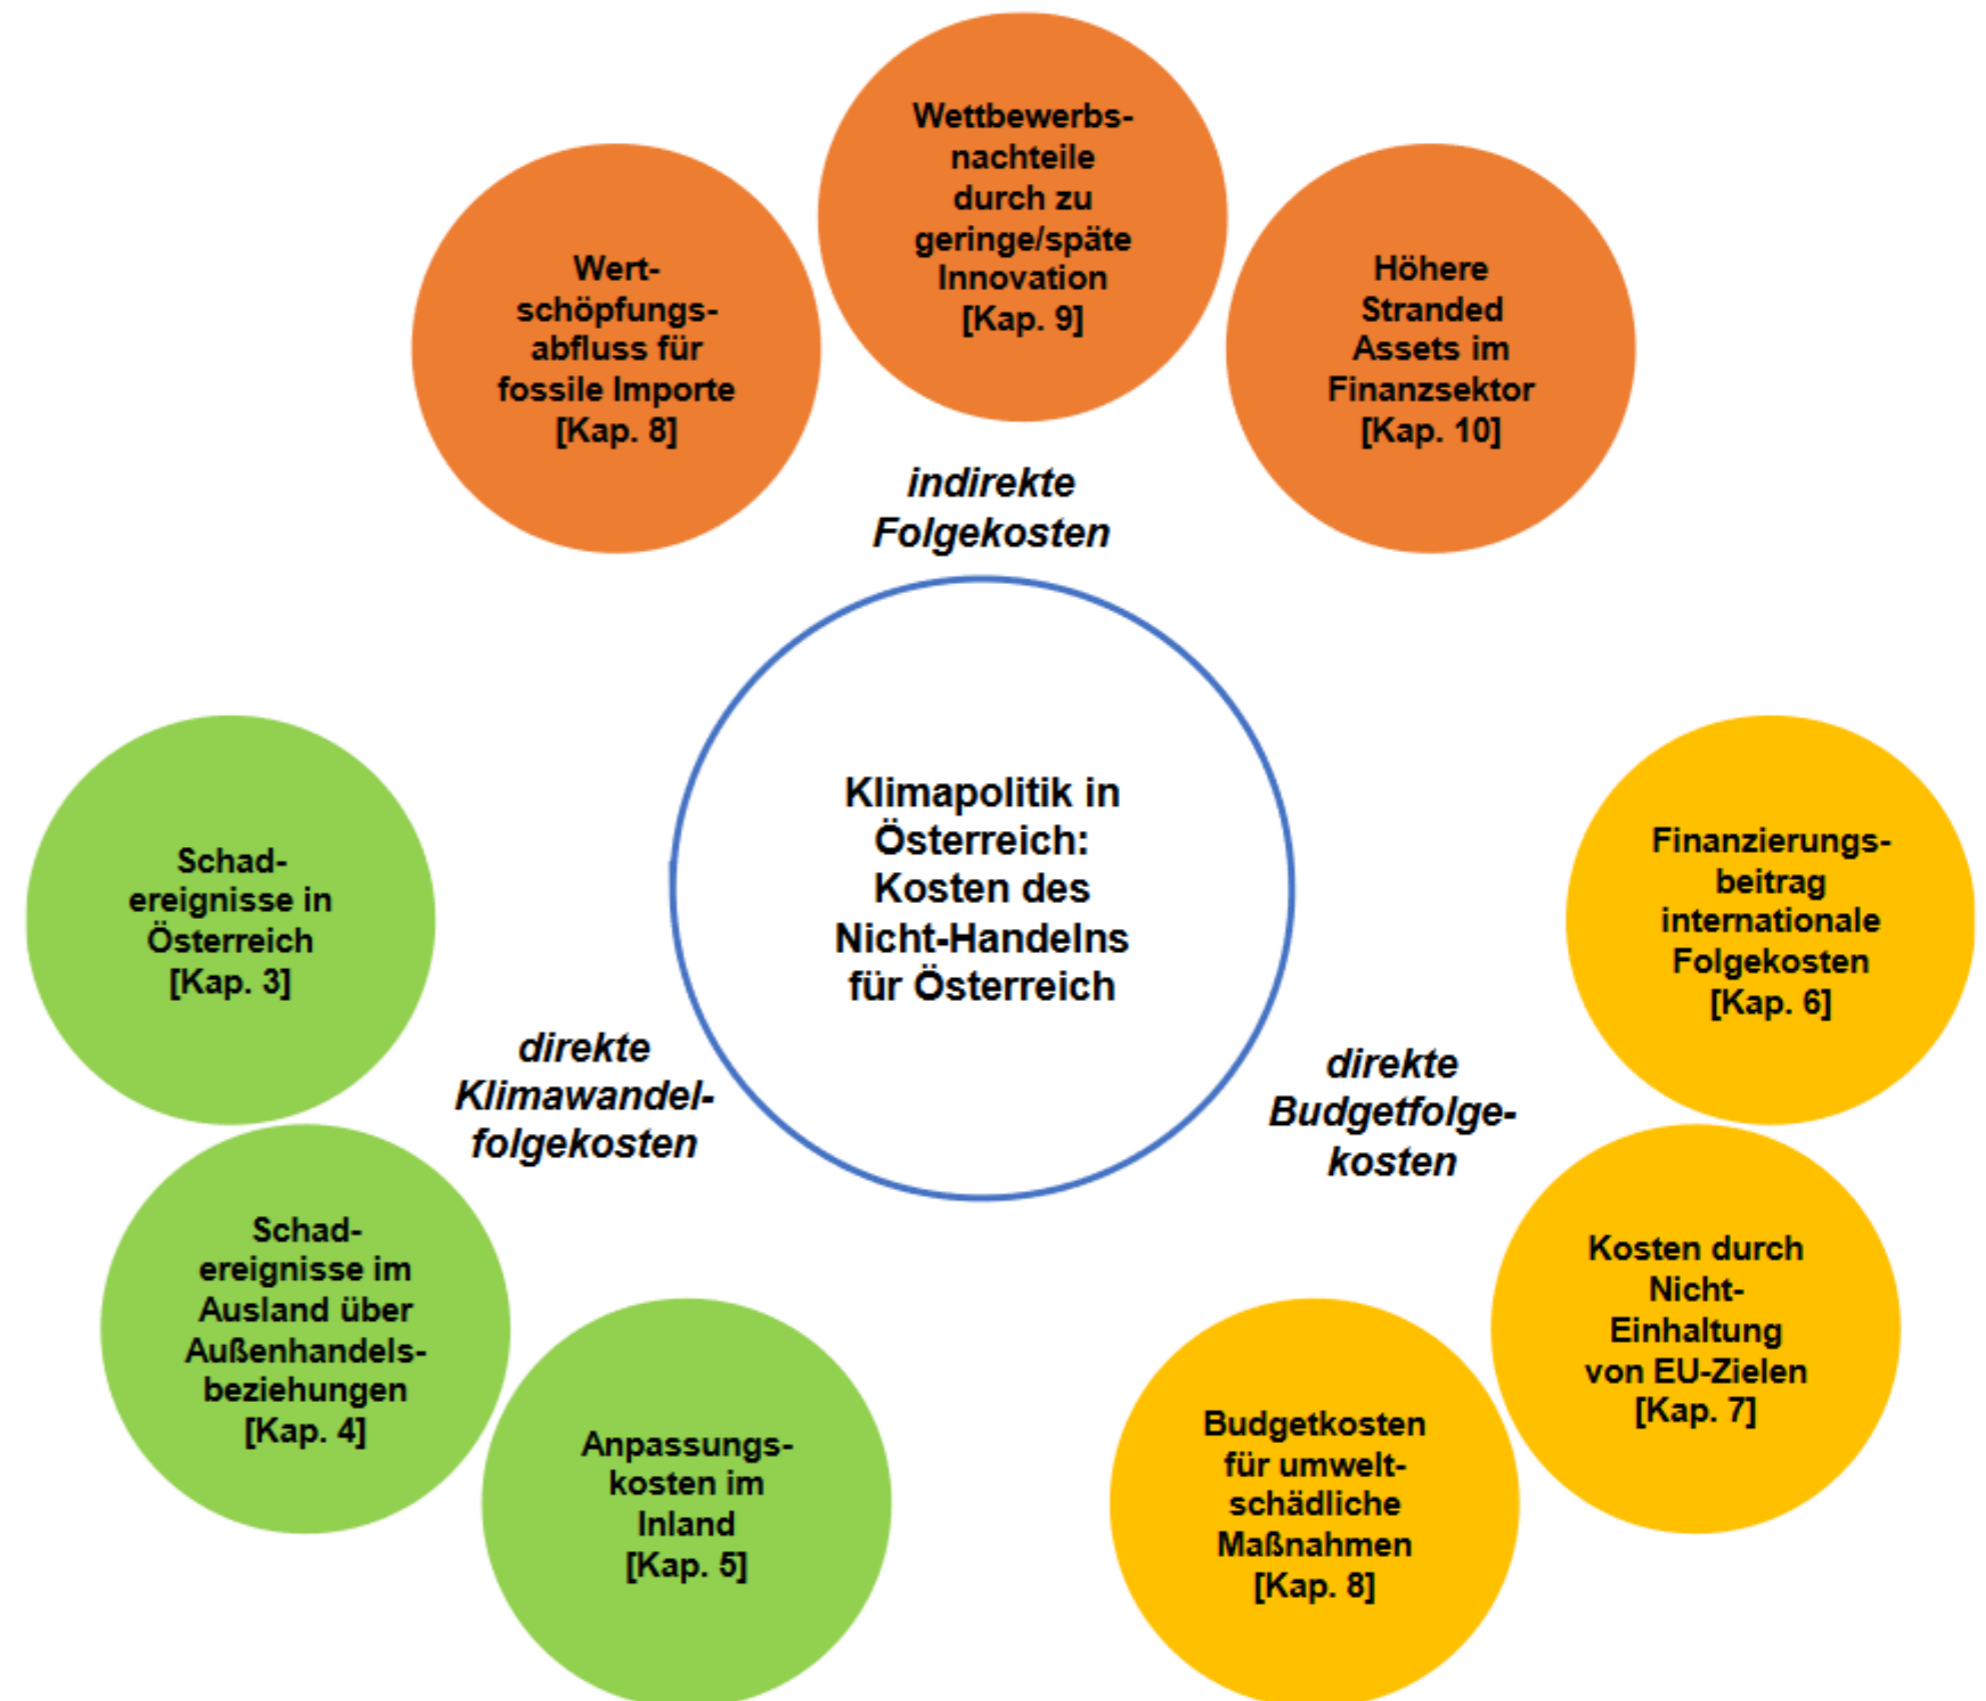 Wettbewerbs-
nachteile
durch zu
geringe/späte
Innovation
[Kap. 9]
Wert-
schöpfungs-
abfluss für
fossile Importe
[Kap. 8]
Höhere
Stranded
Assets im
Finanzsektor
[Kap. 10]
indirekte
Folgekosten
Klimapolitik in
Österreich:
Kosten des
Nicht-Handelns
für Österreich
Schad-
ereignisse in
Österreich
[Kap. 3]
Finanzierungs-
beitrag
internationale
Folgekosten
[Kap. 6]
direkte
Klimawandel-
folgekosten
direkte
Budgetfolge-
kosten
Schad-
ereignisse im
Ausland über
Außenhandels-
beziehungen
[Kap. 4]
Kosten durch
Nicht-
Einhaltung
von EU-Zielen
[Kap. 7]
Anpassungs-
kosten im
Inland
[Kap. 5]
Budgetkosten
für umwelt-
schädliche
Maßnahmen
[Kap. 8]